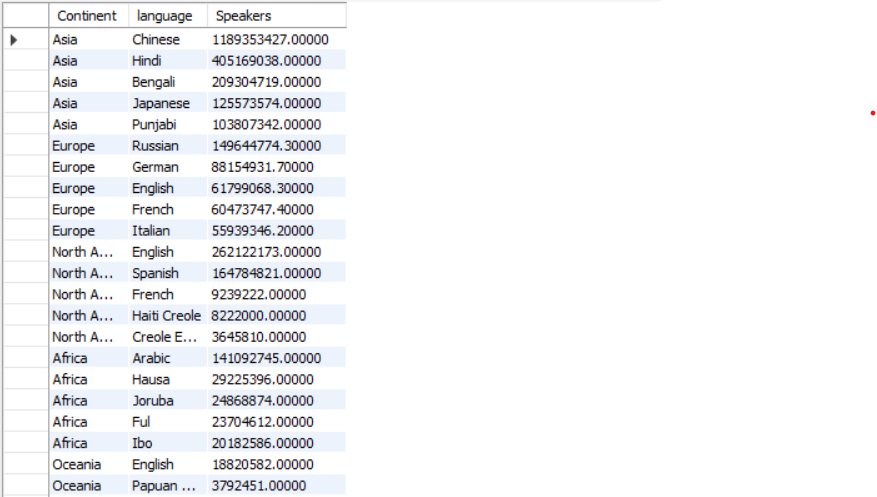 Continent language Speakers
Asia Chinese 1189353427.00000
Asia Hindi 405169038.00000
Asia Bengali 209304719.00000
Asia Japanese 125573574.00000
Asia Punjabi 103807342.00000
Europe Russian 149644774.30000
Europe German 88154931.70000
Europe English 61799068.30000
Europe French 60473747.40000
Europe Italian 55939346.20000
North A... English 262122173.00000
North A... Spanish 164784821.00000
North A... French 9239222.00000
North A... Haiti Creole 8222000.00000
North A... Creole E... 3645810.00000
Africa Arabic 141092745.00000
Africa Hausa 29225396.00000
Africa Joruba 24868874.00000
Africa Ful 23704612.00000
Africa Ibo 20182586.00000
Oceania English 18820582.00000
Oceania Papuan ... 3792451.00000